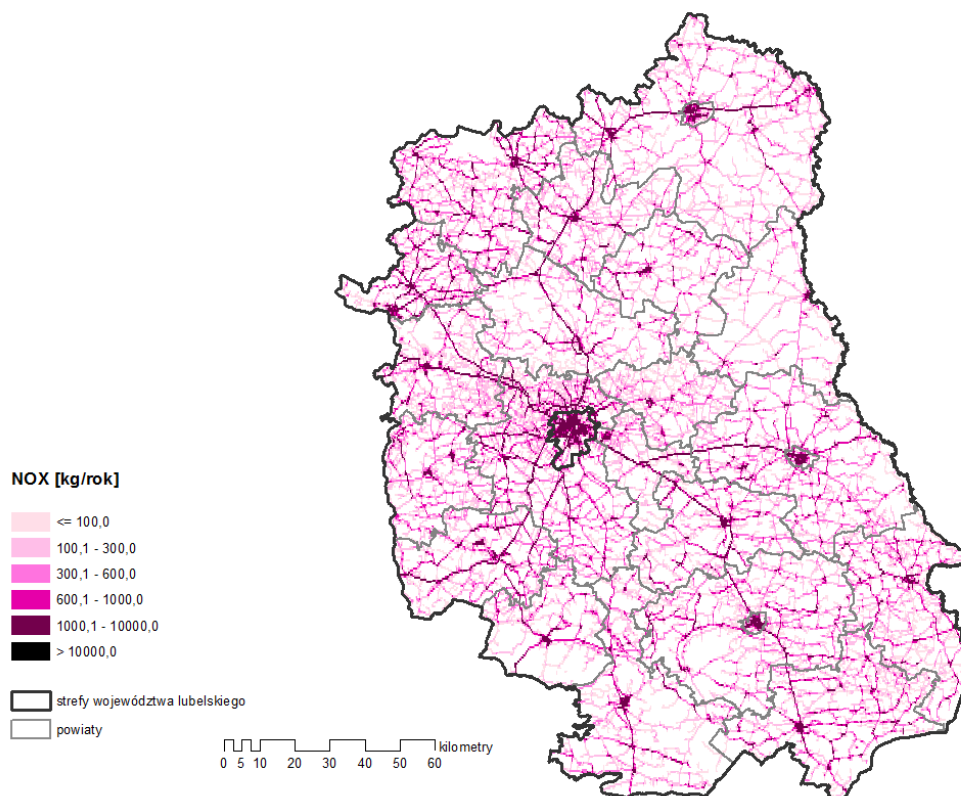 NOX [kg/rok]
<= 100,0
100,1 - 300,0
300,1 - 600,0
600,1 - 1000,0
1000,1 - 10000,0
> 10000,0
strefy województwa lubelskiego
powiaty
kilometry
0 5 10 20 30 40 50 60